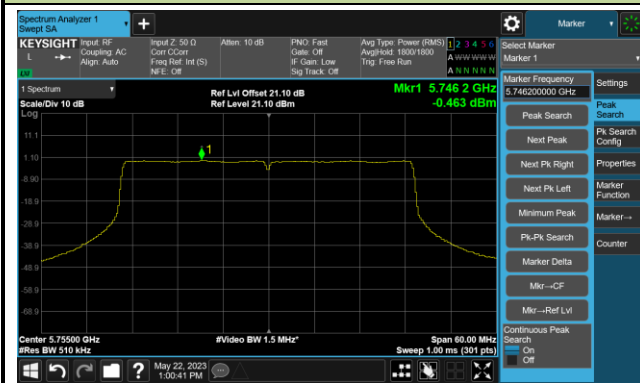 Spectrum Analyzer 1
Swept SA
Marker
KEYSIGHT
L
Input: RF
Coupling: AC
Align: Auto
Input Z: 50 Ω
Corr CCorr
Freq Ref: Int (S)
NFE: Off
Atten: 10 dB
PNO: Fast
Gate: Off
IF Gain: Low
Sig Track: Off
Avg Type: Power (RMS)
Avg|Hold: 1800/1800
Trig: Free Run
1 2 3 4 5 6
A W W W W W
A N N N N N
Select Marker
Marker 1
1 Spectrum
Scale/Div 10 dB
Log
Ref Lvl Offset 21.10 dB
Ref Level 21.10 dBm
Mkr1 5.746 2 GHz
-0.463 dBm
11.1
1.10
-8.90
-18.9
-28.9
-38.9
-48.9
-58.9
-68.9
1
Center 5.75500 GHz
#Res BW 510 kHz
#Video BW 1.5 MHz*
Span 60.00 MHz
Sweep 1.00 ms (301 pts)
Marker Frequency
5.746200000 GHz
Peak Search
Next Peak
Next Pk Right
Next Pk Left
Minimum Peak
Pk-Pk Search
Marker Delta
Mkr→CF
Mkr→Ref Lvl
Continuous Peak
Search
On
Off
Settings
Peak
Search
Pk Search
Config
Properties
Marker
Function
Marker→
Counter
?
May 22, 2023
1:00:41 PM